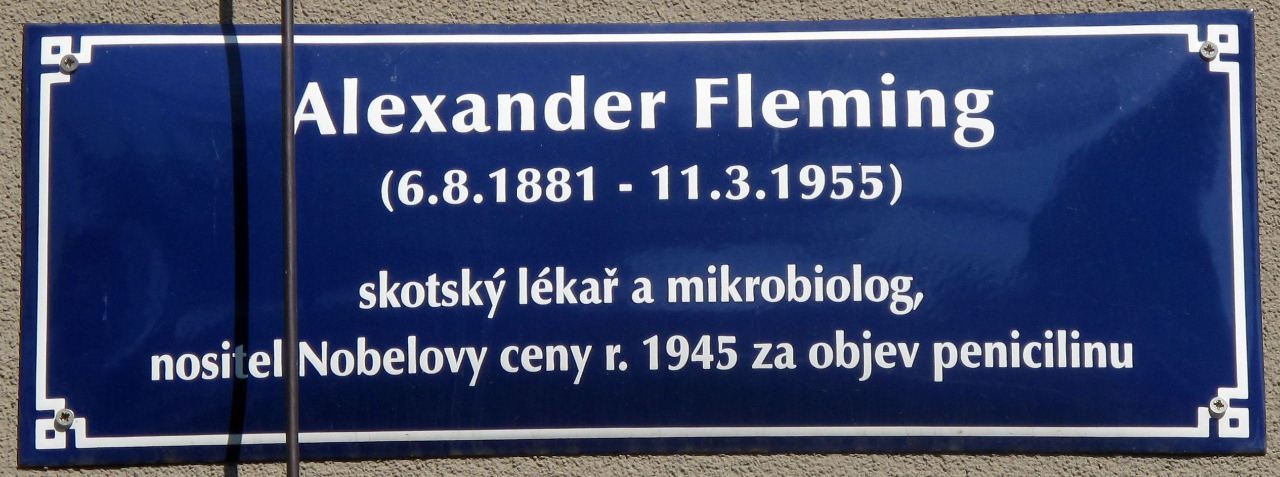 Alexander Fleming
(6.8.1881 - 11.3.1955)
skotský lékař a mikrobiolog,
nositel Nobelovy ceny r. 1945 za objev penicilinu